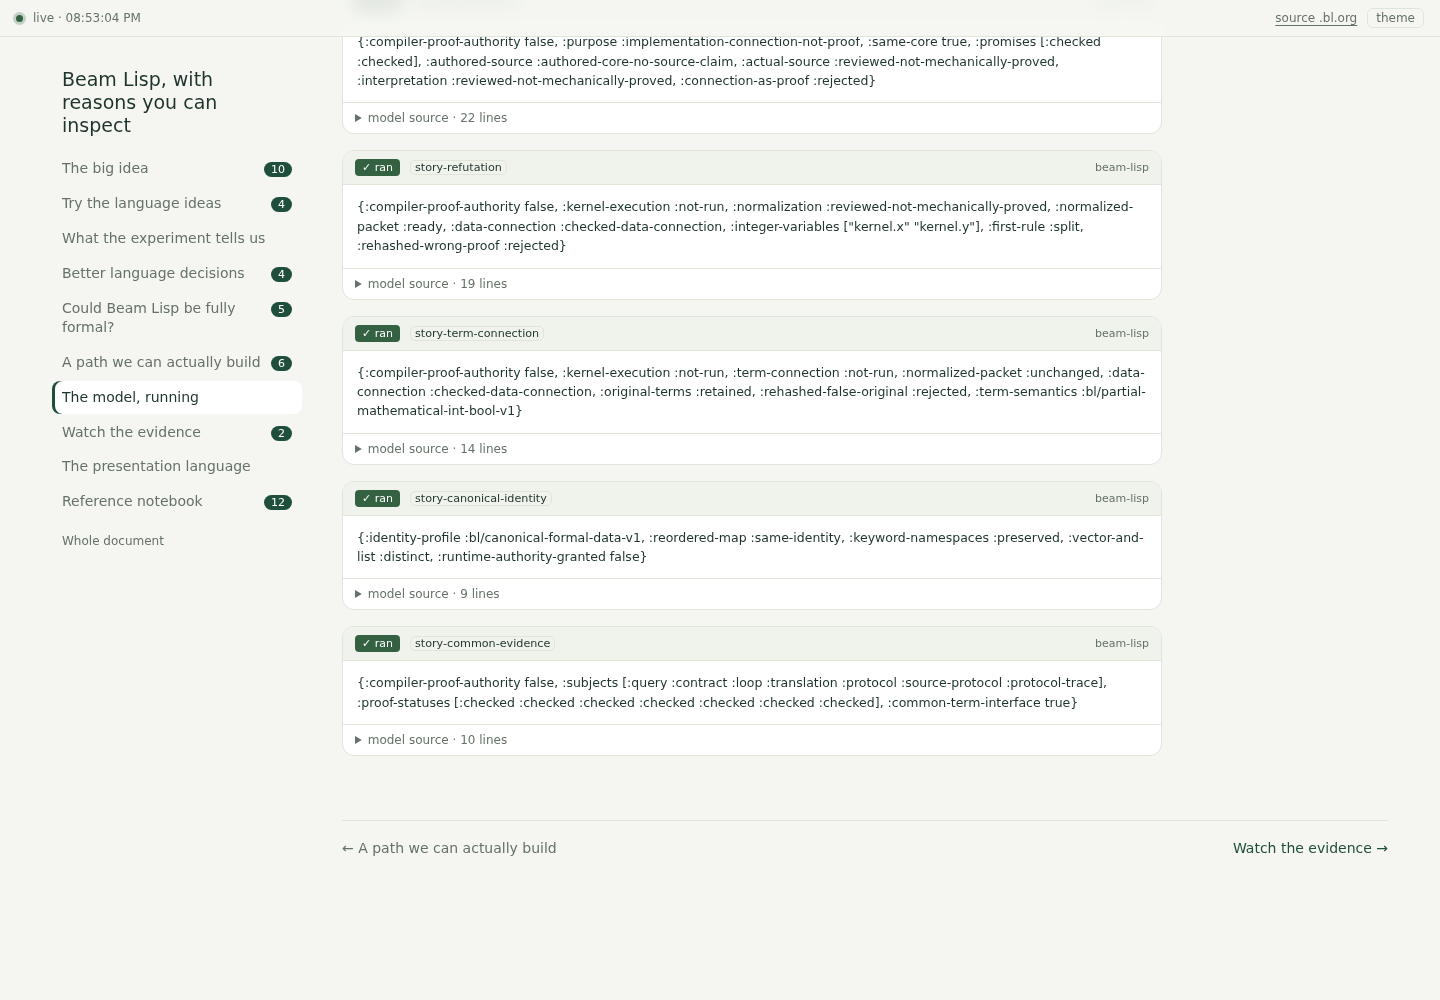 live · 08:53:04 PM
source .bl.org
theme
Beam Lisp, with
reasons you can
inspect
The big idea 10
Try the language ideas 4
What the experiment tells us
Better language decisions 4
Could Beam Lisp be fully 5
formal?
A path we can actually build 6
The model, running
Watch the evidence 2
The presentation language
Reference notebook 12
Whole document
{:compiler-proof-authority false, :purpose :implementation-connection-not-proof, :same-core true, :promises [:checked
:checked], :authored-source :authored-core-no-source-claim, :actual-source :reviewed-not-mechanically-proved,
:interpretation :reviewed-not-mechanically-proved, :connection-as-proof :rejected}
▶ model source · 22 lines
✓ ran story-refutation beam-lisp
{:compiler-proof-authority false, :kernel-execution :not-run, :normalization :reviewed-not-mechanically-proved, :normalized-
packet :ready, :data-connection :checked-data-connection, :integer-variables ["kernel.x" "kernel.y"], :first-rule :split,
:rehashed-wrong-proof :rejected}
▶ model source · 19 lines
✓ ran story-term-connection beam-lisp
{:compiler-proof-authority false, :kernel-execution :not-run, :term-connection :not-run, :normalized-packet :unchanged, :data-
connection :checked-data-connection, :original-terms :retained, :rehashed-false-original :rejected, :term-semantics :bl/partial-
mathematical-int-bool-v1}
▶ model source · 14 lines
✓ ran story-canonical-identity beam-lisp
{:identity-profile :bl/canonical-formal-data-v1, :reordered-map :same-identity, :keyword-namespaces :preserved, :vector-and-
list :distinct, :runtime-authority-granted false}
▶ model source · 9 lines
✓ ran story-common-evidence beam-lisp
{:compiler-proof-authority false, :subjects [:query :contract :loop :translation :protocol :source-protocol :protocol-trace],
:proof-statuses [:checked :checked :checked :checked :checked :checked :checked], :common-term-interface true}
▶ model source · 10 lines
← A path we can actually build
Watch the evidence →